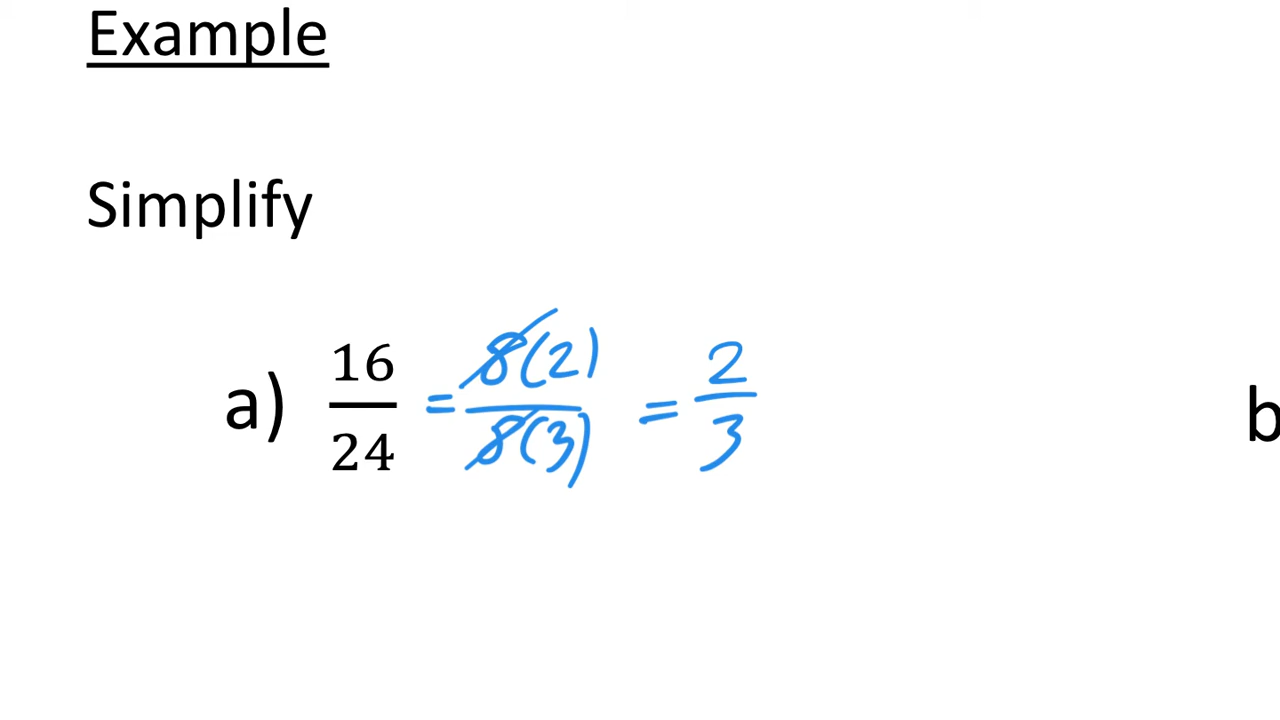 Example
Simplify
a) 16/24 = 8(2)/8(3) = 2/3
b